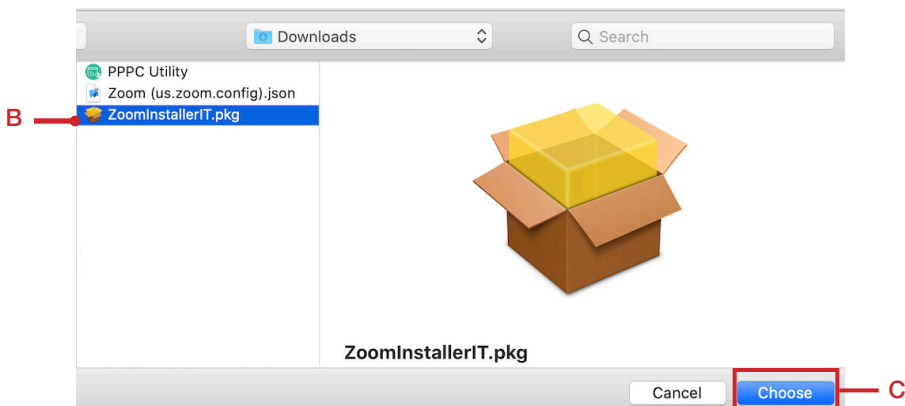 Downloads
Search
PPPC Utility
Zoom (us.zoom.config).json
B
ZoomInstallerIT.pkg
ZoomInstallerIT.pkg
Cancel
Choose
C